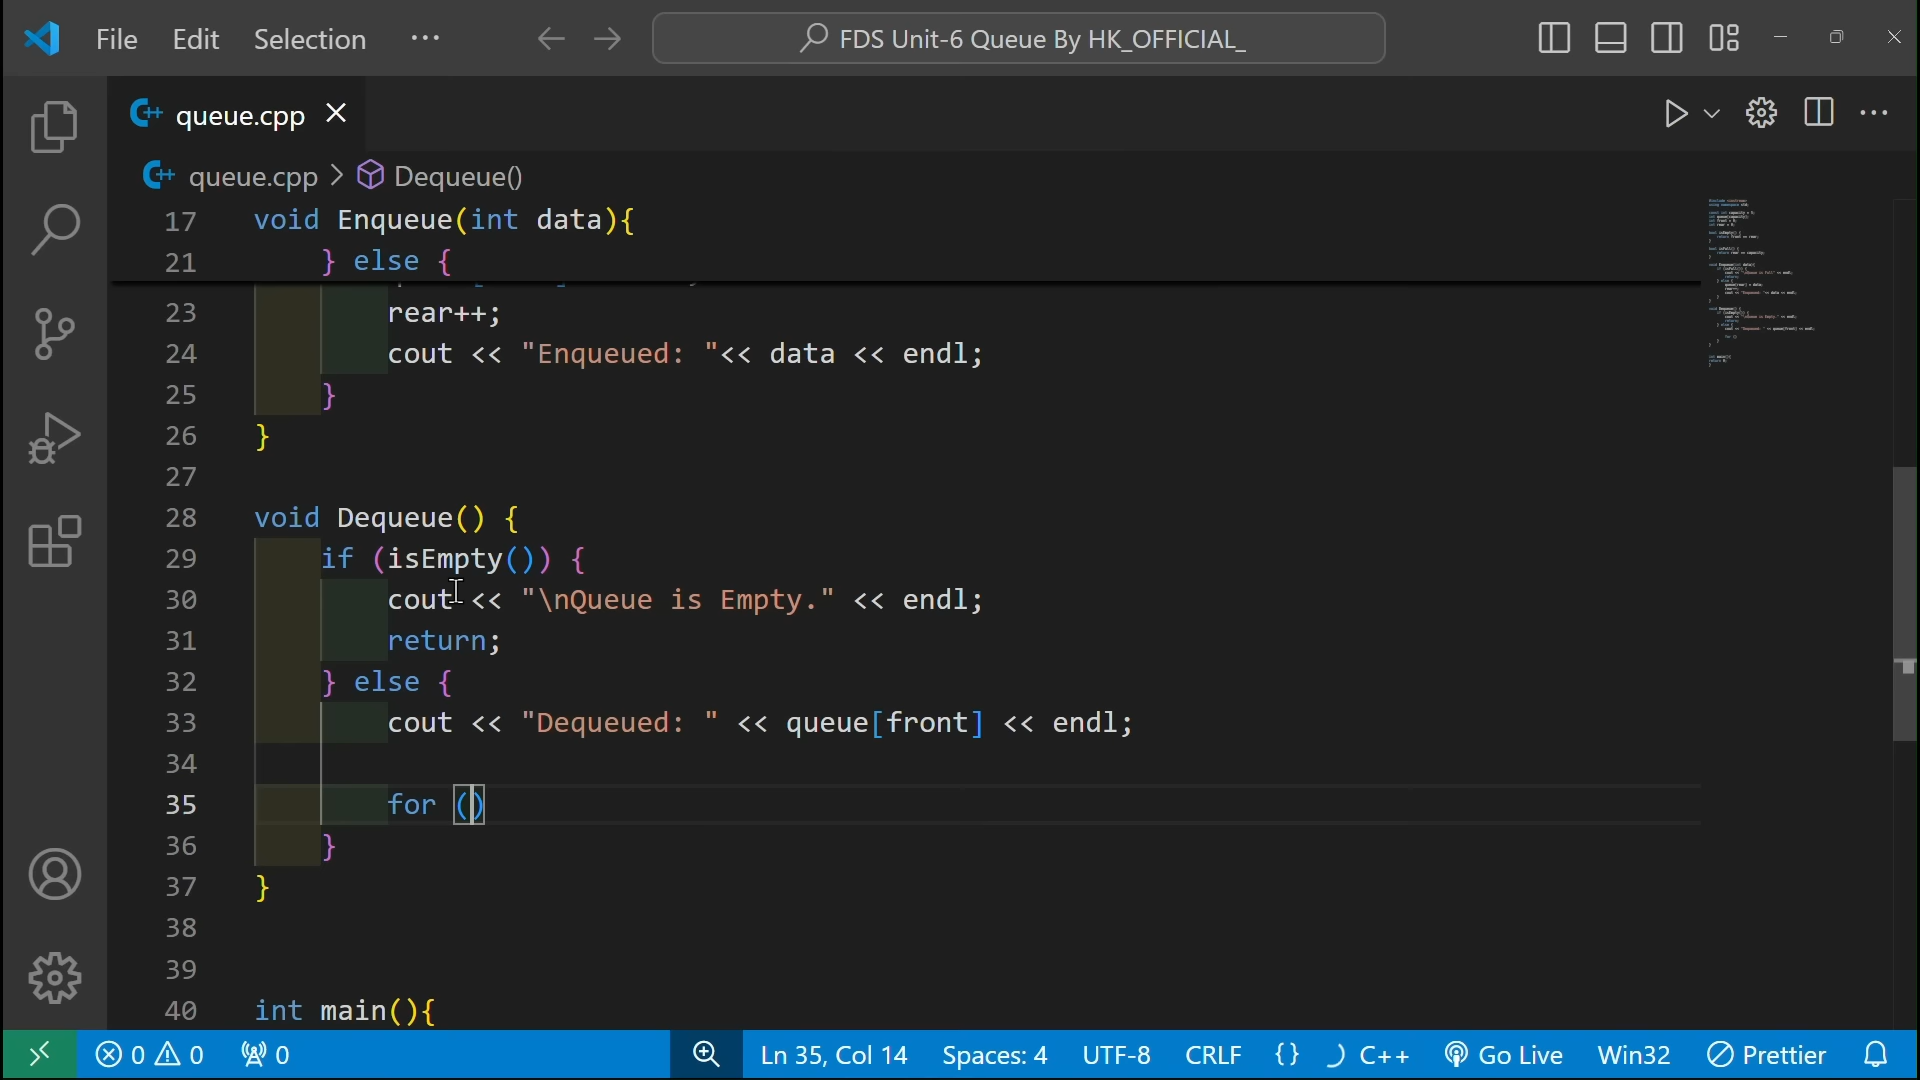 File Edit Selection ··· FDS Unit-6 Queue By HK_OFFICIAL_
queue.cpp
queue.cpp > Dequeue()
17 void Enqueue(int data){
21 } else {
23 rear++;
24 cout << "Enqueued: "<< data << endl;
25 }
26 }
27
28 void Dequeue() {
29 if (isEmpty()) {
30 cout << "\nQueue is Empty." << endl;
31 return;
32 } else {
33 cout << "Dequeued: " << queue[front] << endl;
34
35 for ()
36 }
37 }
38
39
40 int main(){
0 0 0 Ln 35, Col 14 Spaces: 4 UTF-8 CRLF {} C++ Go Live Win32 Prettier